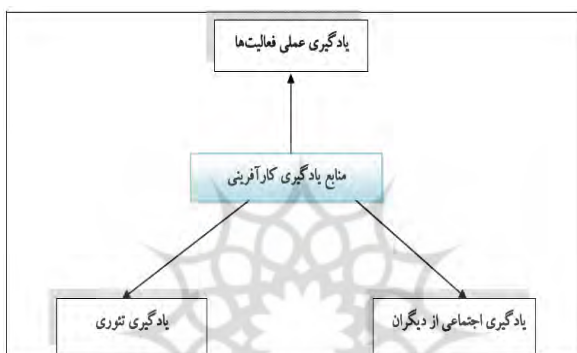 یادگیری عملی فعالیت‌ها
منابع یادگیری کارآفرینی
یادگیری اجتماعی از دیگران
یادگیری تئوری